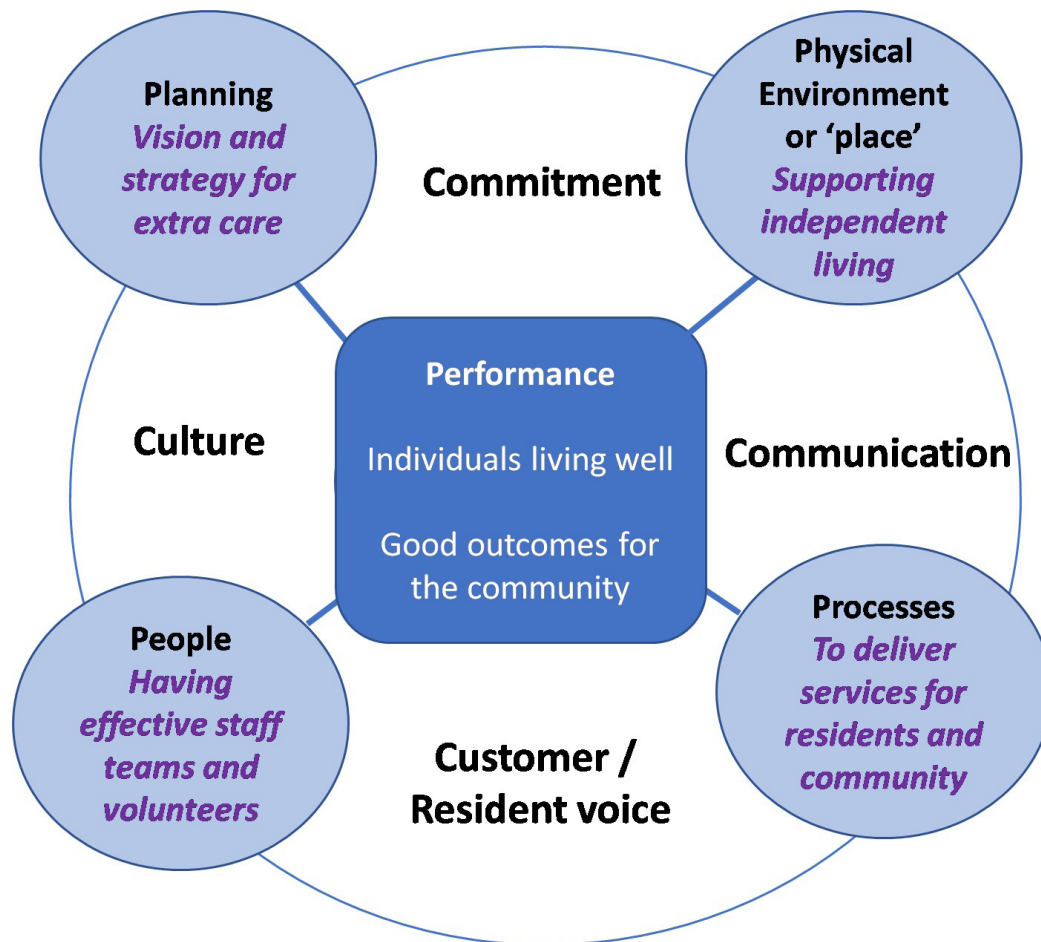 Planning
Vision and
strategy for
extra care
Physical
Environment
or ‘place’
Supporting
independent
living
Commitment
Performance
Individuals living well
Good outcomes for
the community
Culture
Communication
People
Having
effective staff
teams and
volunteers
Processes
To deliver
services for
residents and
community
Customer /
Resident voice